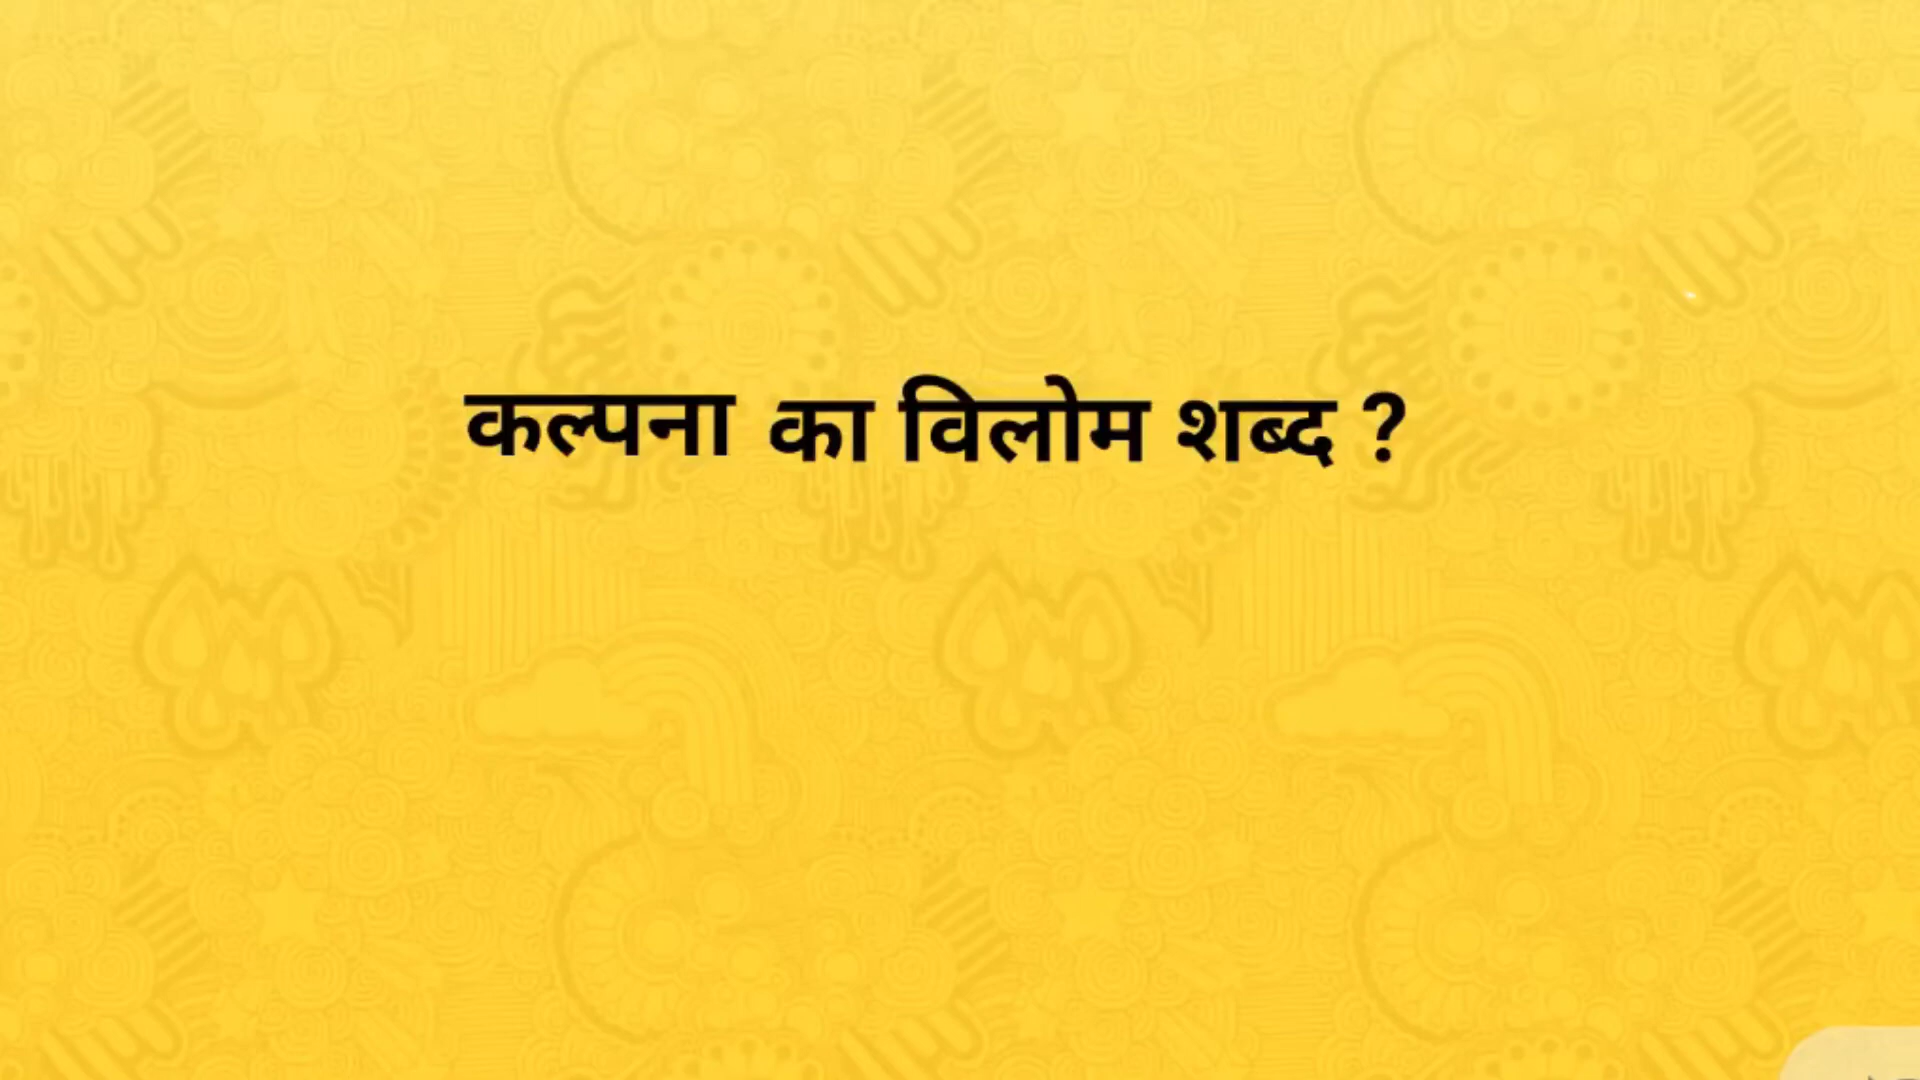 कल्पना का विलोम शब्द ?